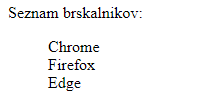 Seznam brskalnikov:
Chrome
Firefox
Edge